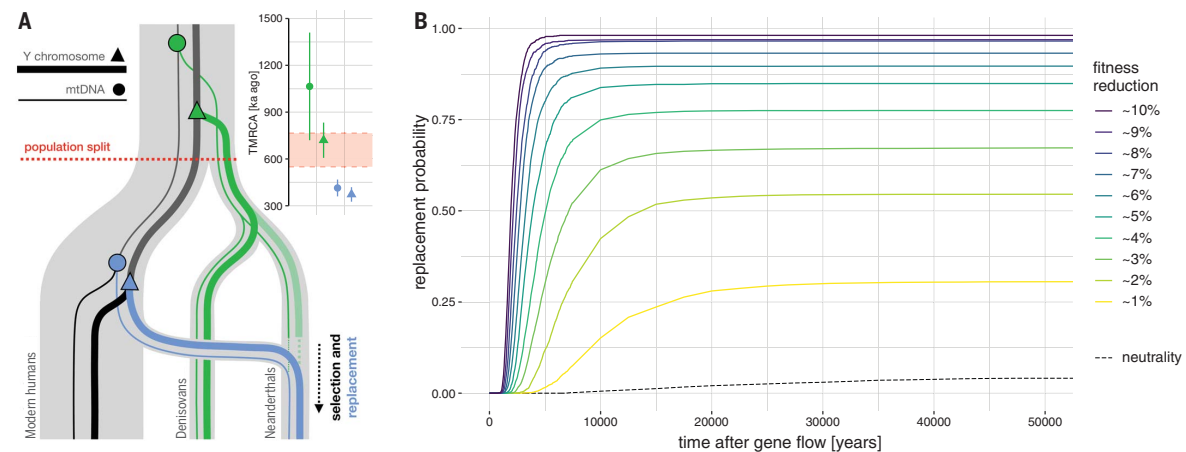 A
Y chromosome
mtDNA
population split
Modern humans
Denisovans
Neanderthals
selection and
replacement
TMRCA [ka ago]
1500
1200
900
600
300
B
replacement probability
1.00
0.75
0.50
0.25
0.00
0
10000
20000
30000
40000
50000
time after gene flow [years]
fitness
reduction
~10%
~9%
~8%
~7%
~6%
~5%
~4%
~3%
~2%
~1%
neutrality